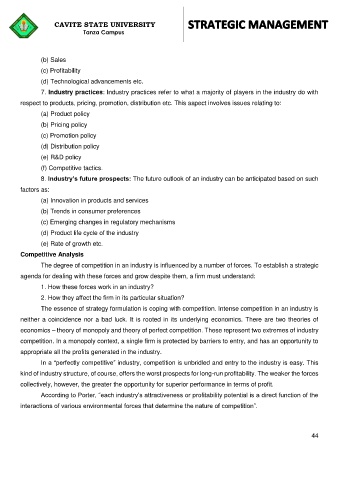 CAVITE STATE UNIVERSITY
Tanza Campus
STRATEGIC MANAGEMENT
(b) Sales
(c) Profitability
(d) Technological advancements etc.
7. Industry practices: Industry practices refer to what a majority of players in the industry do with
respect to products, pricing, promotion, distribution etc. This aspect involves issues relating to:
(a) Product policy
(b) Pricing policy
(c) Promotion policy
(d) Distribution policy
(e) R&D policy
(f) Competitive tactics
8. Industry's future prospects: The future outlook of an industry can be anticipated based on such
factors as:
(a) Innovation in products and services
(b) Trends in consumer preferences
(c) Emerging changes in regulatory mechanisms
(d) Product life cycle of the industry
(e) Rate of growth etc.
Competitive Analysis
The degree of competition in an industry is influenced by a number of forces. To establish a strategic
agenda for dealing with these forces and grow despite them, a firm must understand:
1. How these forces work in an industry?
2. How they affect the firm in its particular situation?
The essence of strategy formulation is coping with competition. Intense competition in an industry is
neither a coincidence nor a bad luck. It is rooted in its underlying economics. There are two theories of
economics – theory of monopoly and theory of perfect competition. These represent two extremes of industry
competition. In a monopoly context, a single firm is protected by barriers to entry, and has an opportunity to
appropriate all the profits generated in the industry.
In a "perfectly competitive" industry, competition is unbridled and entry to the industry is easy. This
kind of industry structure, of course, offers the worst prospects for long-run profitability. The weaker the forces
collectively, however, the greater the opportunity for superior performance in terms of profit.
According to Porter, "each industry's attractiveness or profitability potential is a direct function of the
interactions of various environmental forces that determine the nature of competition".
44